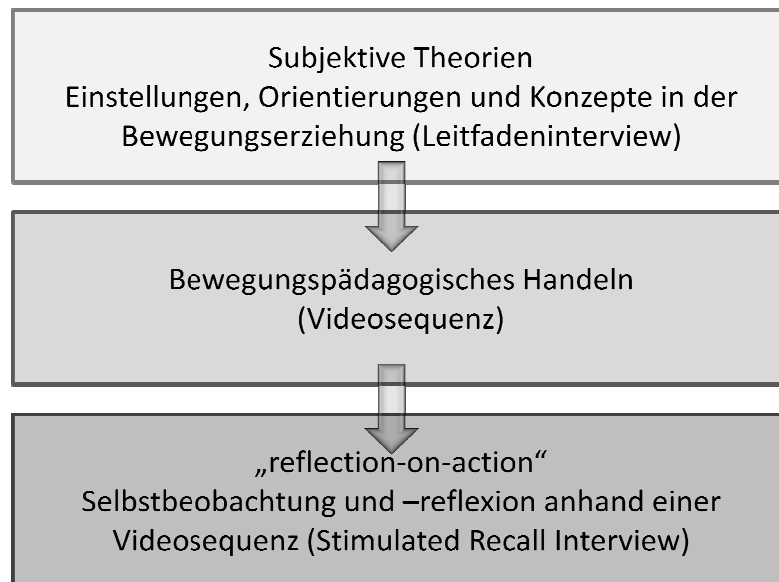 Subjektive Theorien
Einstellungen, Orientierungen und Konzepte in der
Bewegungserziehung (Leitfadeninterview)
Bewegungspädagogisches Handeln
(Videosequenz)
„reflection-on-action“
Selbstbeobachtung und –reflexion anhand einer
Videosequenz (Stimulated Recall Interview)